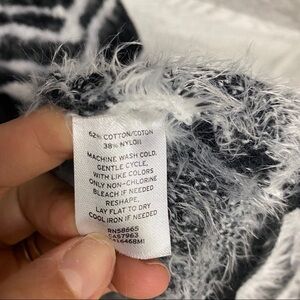 62% COTTON/COTON
38% NYLON
MACHINE WASH COLD,
GENTLE CYCLE,
WITH LIKE COLORS
ONLY NON-CHLORINE
BLEACH IF NEEDED
RESHAPE,
LAY FLAT TO DRY
COOL IRON IF NEEDED
RN58665
CA57963